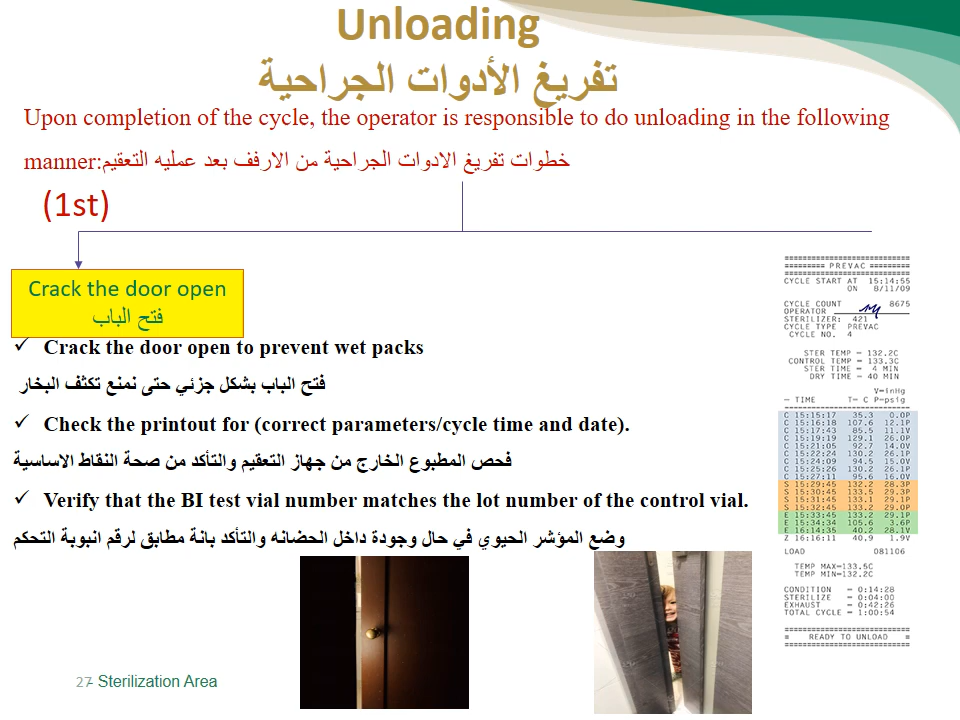 Unloading
تفريغ الأدوات الجراحية
Upon completion of the cycle, the operator is responsible to do unloading in the following
manner:خطوات تفريغ الادوات الجراحية من الارفف بعد عمليه التعقيم
(1st)
Crack the door open
فتح الباب
✓ Crack the door open to prevent wet packs
فتح الباب بشكل جزئي حتى نمنع تكثف البخار
✓ Check the printout for (correct parameters/cycle time and date).
فحص المطبوع الخارج من جهاز التعقيم والتأكد من صحة النقاط الاساسية
✓ Verify that the BI test vial number matches the lot number of the control vial.
وضع المؤشر الحيوي في حال وجودة داخل الحضانه والتأكد بانة مطابق لرقم انبوبة التحكم
========= PREVAC =========
CYCLE START AT 15:14:55
ON 8/11/09
CYCLE COUNT 8675
OPERATOR
STERILIZER: 421
CYCLE TYPE PREVAC
CYCLE NO. 4
STER TEMP = 132.2C
CONTROL TEMP = 133.3C
STER TIME = 4 MIN
DRY TIME = 40 MIN
V=inHg
— TIME T= C P=psig
C 15:15:17 35.3 0.0P
C 15:16:18 107.6 12.1P
C 15:17:43 85.5 11.1V
C 15:19:19 129.1 26.0P
C 15:21:05 92.7 14.0V
C 15:22:24 130.2 26.1P
C 15:24:09 94.5 15.0V
C 15:25:26 130.2 26.1P
C 15:27:11 95.6 16.0V
S 15:29:45 132.2 28.3P
S 15:30:45 133.5 29.3P
S 15:31:45 133.1 29.1P
S 15:32:45 133.2 29.0P
E 15:33:45 133.2 29.1P
E 15:34:34 105.6 3.6P
E 16:14:35 40.2 28.1V
Z 16:16:11 40.9 1.9V
LOAD 081106
TEMP MAX=133.5C
TEMP MIN=132.2C
CONDITION = 0:14:28
STERILIZE = 0:04:00
EXHAUST = 0:42:26
TOTAL CYCLE = 1:00:54
= READY TO UNLOAD =
27 - Sterilization Area